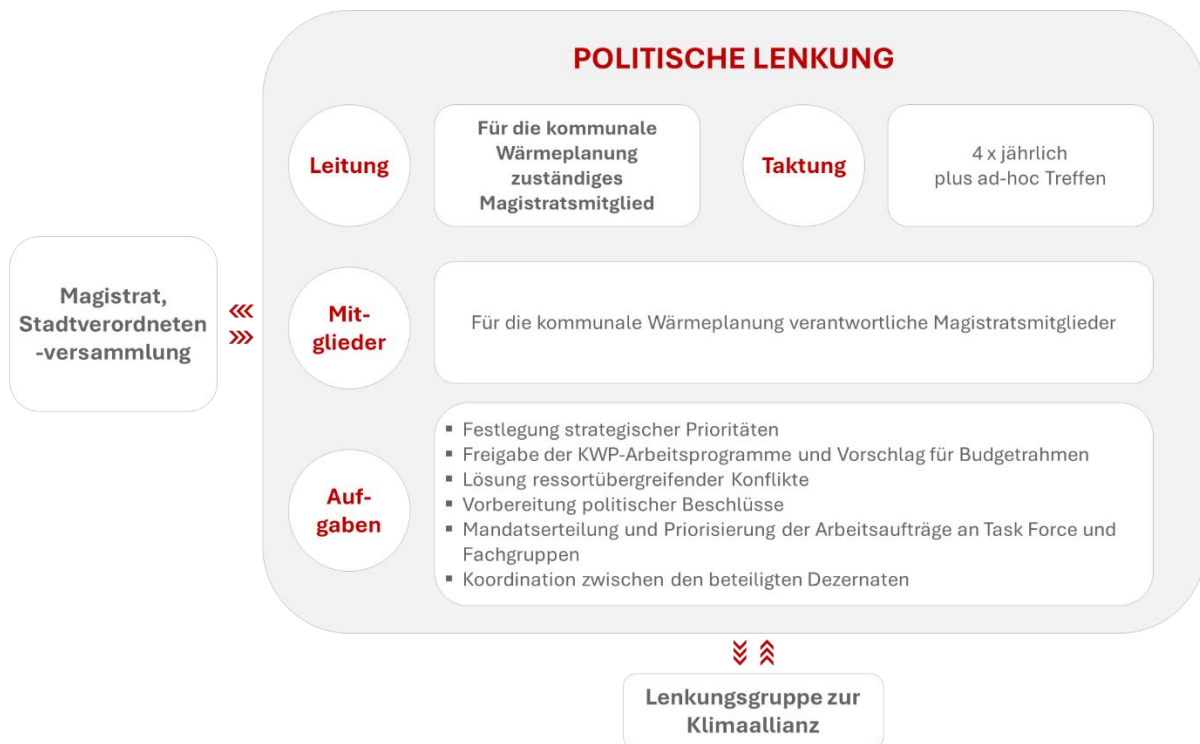 POLITISCHE LENKUNG
Leitung
Für die kommunale
Wärmeplanung
zuständiges
Magistratsmitglied
Taktung
4 x jährlich
plus ad-hoc Treffen
Magistrat,
Stadtverordneten
-versammlung
Mit-
glieder
Für die kommunale Wärmeplanung verantwortliche Magistratsmitglieder
Auf-
gaben
▪ Festlegung strategischer Prioritäten
▪ Freigabe der KWP-Arbeitsprogramme und Vorschlag für Budgetrahmen
▪ Lösung ressortübergreifender Konflikte
▪ Vorbereitung politischer Beschlüsse
▪ Mandatserteilung und Priorisierung der Arbeitsaufträge an Task Force und
Fachgruppen
▪ Koordination zwischen den beteiligten Dezernaten
Lenkungsgruppe zur
Klimaallianz